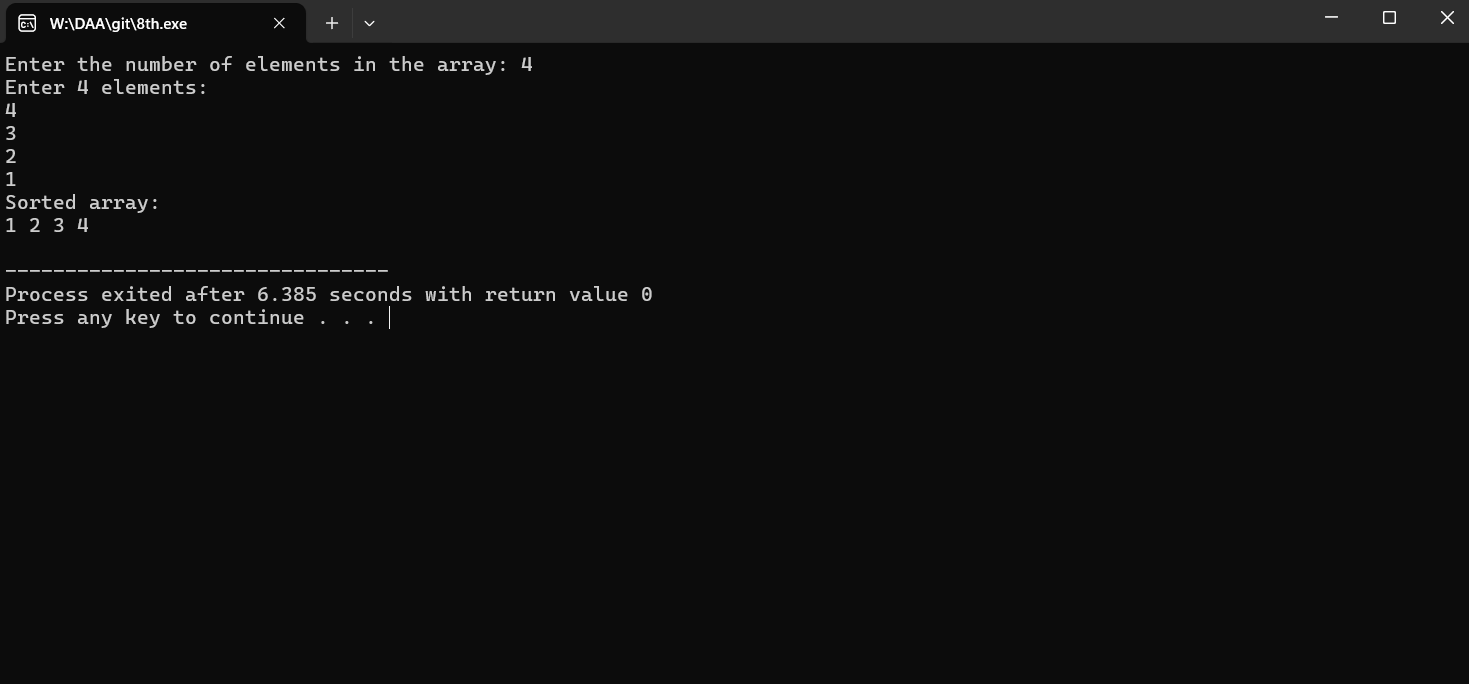 W:\DAA\git\8th.exe
Enter the number of elements in the array: 4
Enter 4 elements:
4
3
2
1
Sorted array:
1 2 3 4
--------------------------------
Process exited after 6.385 seconds with return value 0
Press any key to continue . . .